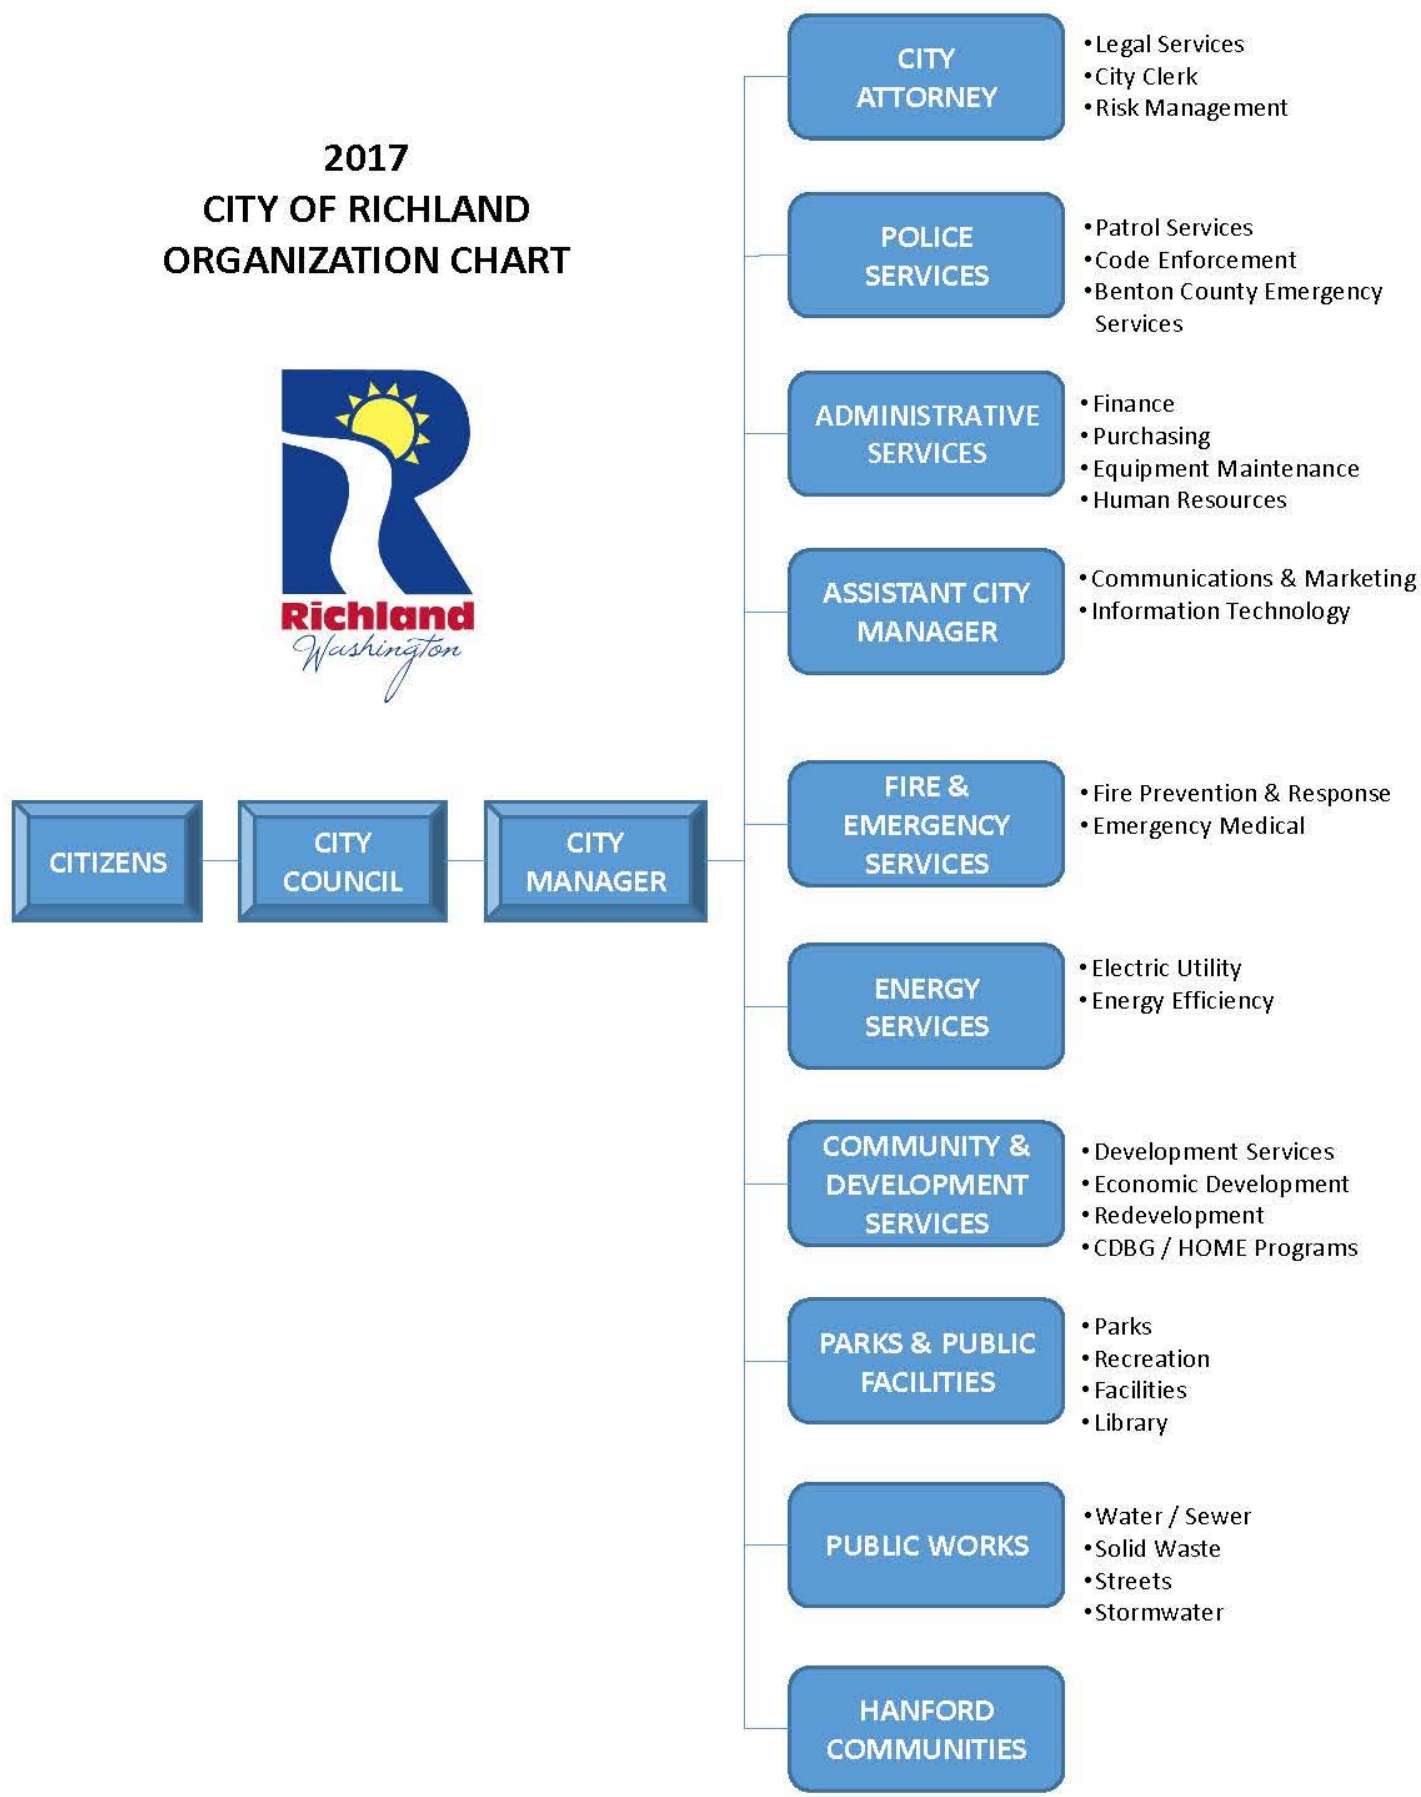 2017
CITY OF RICHLAND
ORGANIZATION CHART
Richland
Washington
CITIZENS
CITY
COUNCIL
CITY
MANAGER
CITY
ATTORNEY
•Legal Services
•City Clerk
•Risk Management
POLICE
SERVICES
•Patrol Services
•Code Enforcement
•Benton County Emergency
Services
ADMINISTRATIVE
SERVICES
•Finance
•Purchasing
•Equipment Maintenance
•Human Resources
ASSISTANT CITY
MANAGER
•Communications & Marketing
•Information Technology
FIRE &
EMERGENCY
SERVICES
•Fire Prevention & Response
•Emergency Medical
ENERGY
SERVICES
•Electric Utility
•Energy Efficiency
COMMUNITY &
DEVELOPMENT
SERVICES
•Development Services
•Economic Development
•Redevelopment
•CDBG / HOME Programs
PARKS & PUBLIC
FACILITIES
•Parks
•Recreation
•Facilities
•Library
PUBLIC WORKS
•Water / Sewer
•Solid Waste
•Streets
•Stormwater
HANFORD
COMMUNITIES